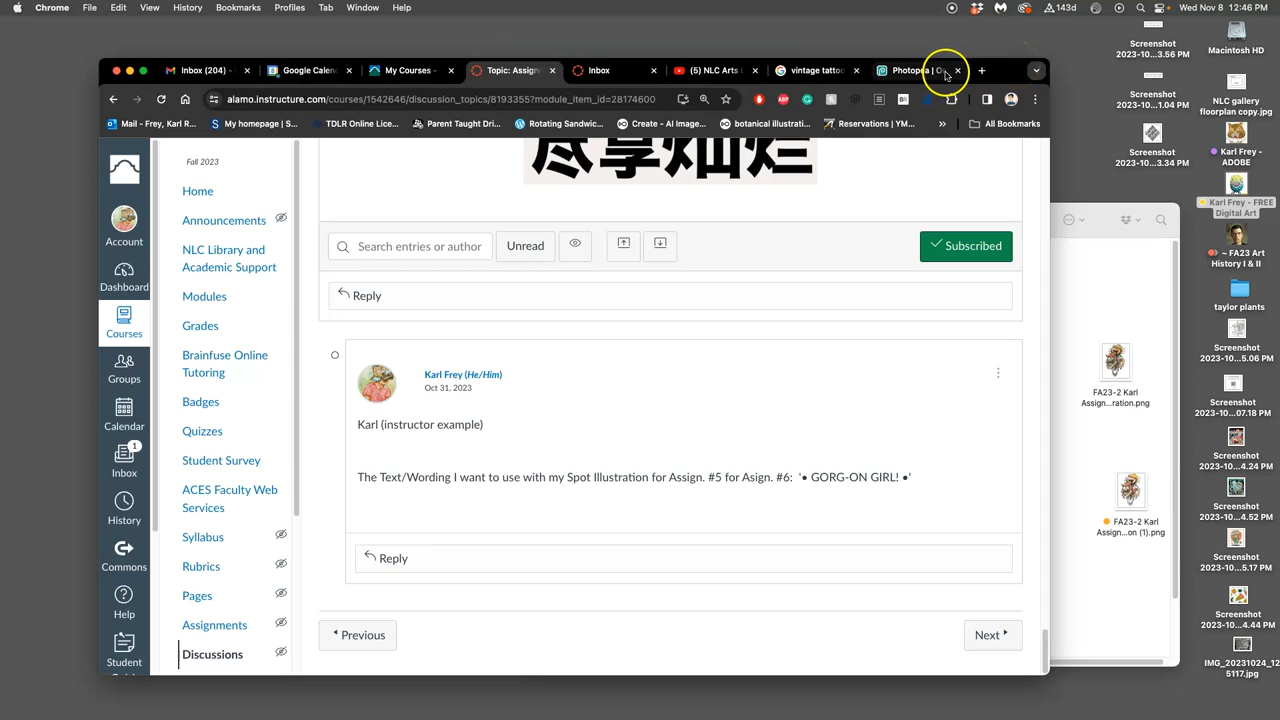 Chrome File Edit View History Bookmarks Profiles Tab Window Help
143d Wed Nov 8 12:46 PM
Inbox (204) - Google Calen My Courses - Topic: Assign Inbox (5) NLC Arts vintage tattoo Photopea |
alamo.instructure.com/courses/1542646/discussion_topics/8193355?module_item_id=28174600
Mail - Frey, Karl R... My homepage | S... TDLR Online Lice... Parent Taught Dri... Rotating Sandwic... Create - AI Image... botanical illustrati... Reservations | YM... » All Bookmarks
Fall 2023
Home
Announcements
NLC Library and
Academic Support
Modules
Grades
Brainfuse Online
Tutoring
Badges
Quizzes
Student Survey
ACES Faculty Web
Services
Syllabus
Rubrics
Pages
Assignments
Discussions
Account
Dashboard
Courses
Groups
Calendar
1
Inbox
History
Commons
Help
Student
尽享灿烂
Search entries or author
Unread
Subscribed
Reply
Karl Frey (He/Him)
Oct 31, 2023
Karl (instructor example)
The Text/Wording I want to use with my Spot Illustration for Assign. #5 for Asign. #6: '• GORG-ON GIRL! •'
Reply
Previous
Next
FA23-2 Karl
Assign...ration.png
FA23-2 Karl
Assign...on (1).png
Screenshot
2023-10...3.56 PM
Screenshot
2023-10...1.04 PM
Screenshot
2023-10...3.34 PM
Macintosh HD
NLC gallery
floorplan copy.jpg
Karl Frey -
ADOBE
Karl Frey - FREE
Digital Art
~ FA23 Art
History I & II
taylor plants
Screenshot
2023-10...5.06 PM
Screenshot
2023-10...07.18 PM
Screenshot
2023-10...4.24 PM
Screenshot
2023-10...4.52 PM
Screenshot
2023-10...5.17 PM
Screenshot
2023-10...4.44 PM
IMG_20231024_12
5117.jpg